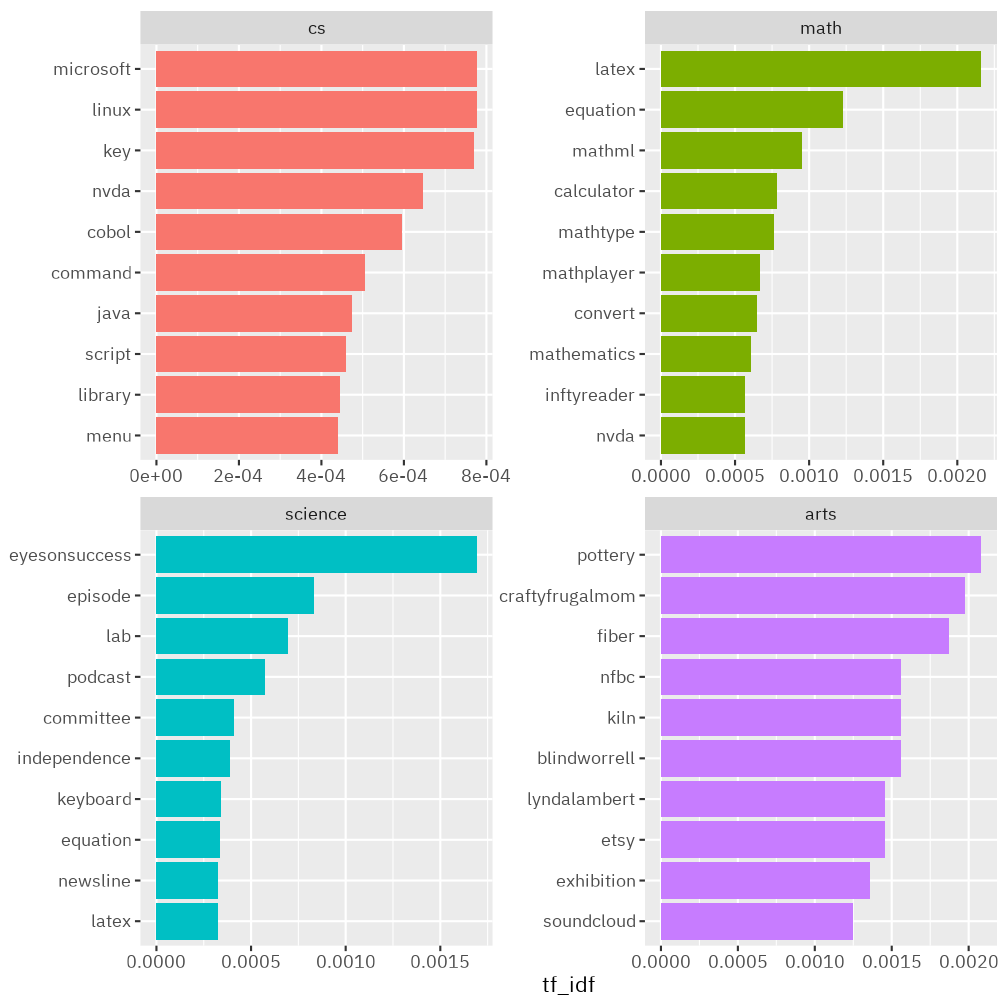 cs
microsoft
linux
key
nvda
cobol
command
java
script
library
menu
0e+00 2e-04 4e-04 6e-04 8e-04
math
latex
equation
mathml
calculator
mathtype
mathplayer
convert
mathematics
inftyreader
nvda
0.0000 0.0005 0.0010 0.0015 0.0020
science
eyesonsuccess
episode
lab
podcast
committee
independence
keyboard
equation
newsline
latex
0.0000 0.0005 0.0010 0.0015
arts
pottery
craftyfrugalmom
fiber
nfbc
kiln
blindworrell
lyndalambert
etsy
exhibition
soundcloud
0.0000 0.0005 0.0010 0.0015 0.0020
tf_idf